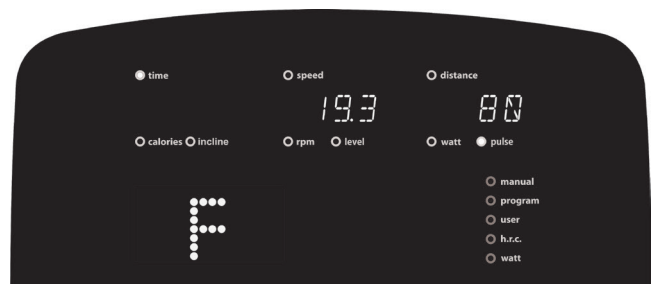 time speed distance
19.3 80
calories incline rpm level watt pulse
manual
program
user
h.r.c.
watt
F